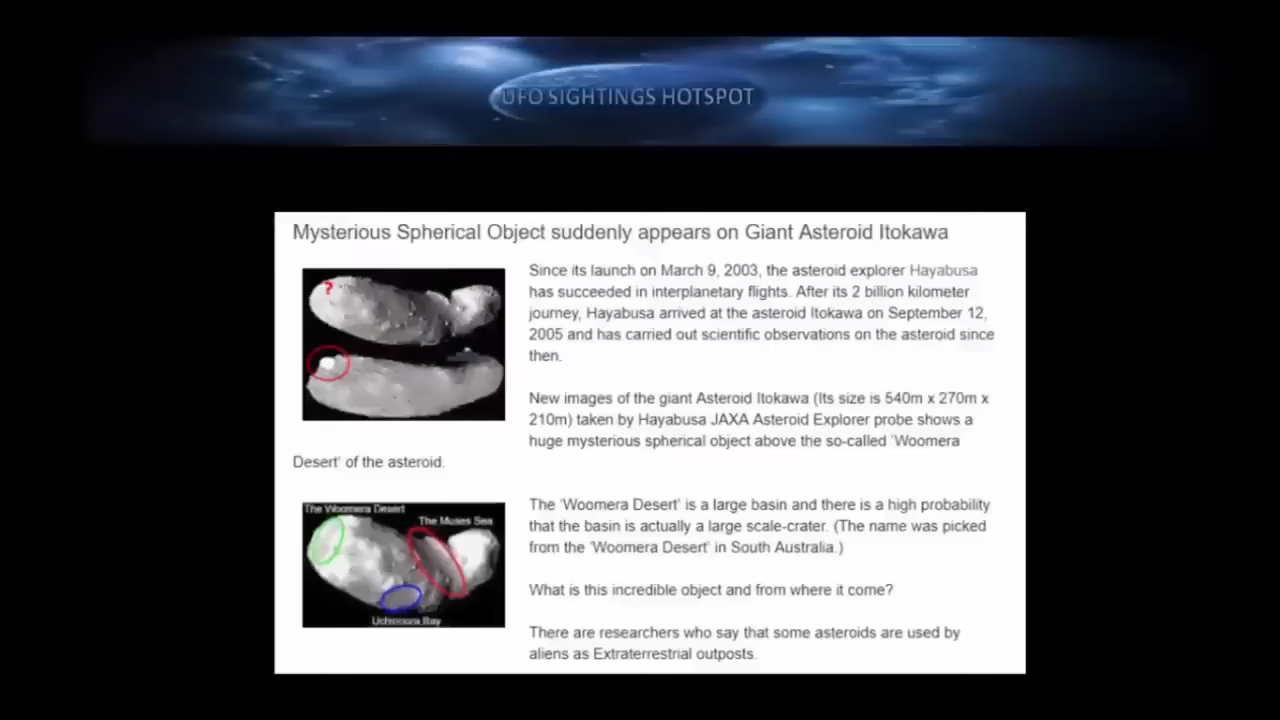 UFO SIGHTINGS HOTSPOT
Mysterious Spherical Object suddenly appears on Giant Asteroid Itokawa
?
Since its launch on March 9, 2003, the asteroid explorer Hayabusa
has succeeded in interplanetary flights. After its 2 billion kilometer
journey, Hayabusa arrived at the asteroid Itokawa on September 12,
2005 and has carried out scientific observations on the asteroid since
then.
New images of the giant Asteroid Itokawa (Its size is 540m x 270m x
210m) taken by Hayabusa JAXA Asteroid Explorer probe shows a
huge mysterious spherical object above the so-called 'Woomera
Desert' of the asteroid.
The Woomera Desert
The Muses Sea
Uchinoura Bay
The 'Woomera Desert' is a large basin and there is a high probability
that the basin is actually a large scale-crater. (The name was picked
from the 'Woomera Desert' in South Australia.)
What is this incredible object and from where it come?
There are researchers who say that some asteroids are used by
aliens as Extraterrestrial outposts.